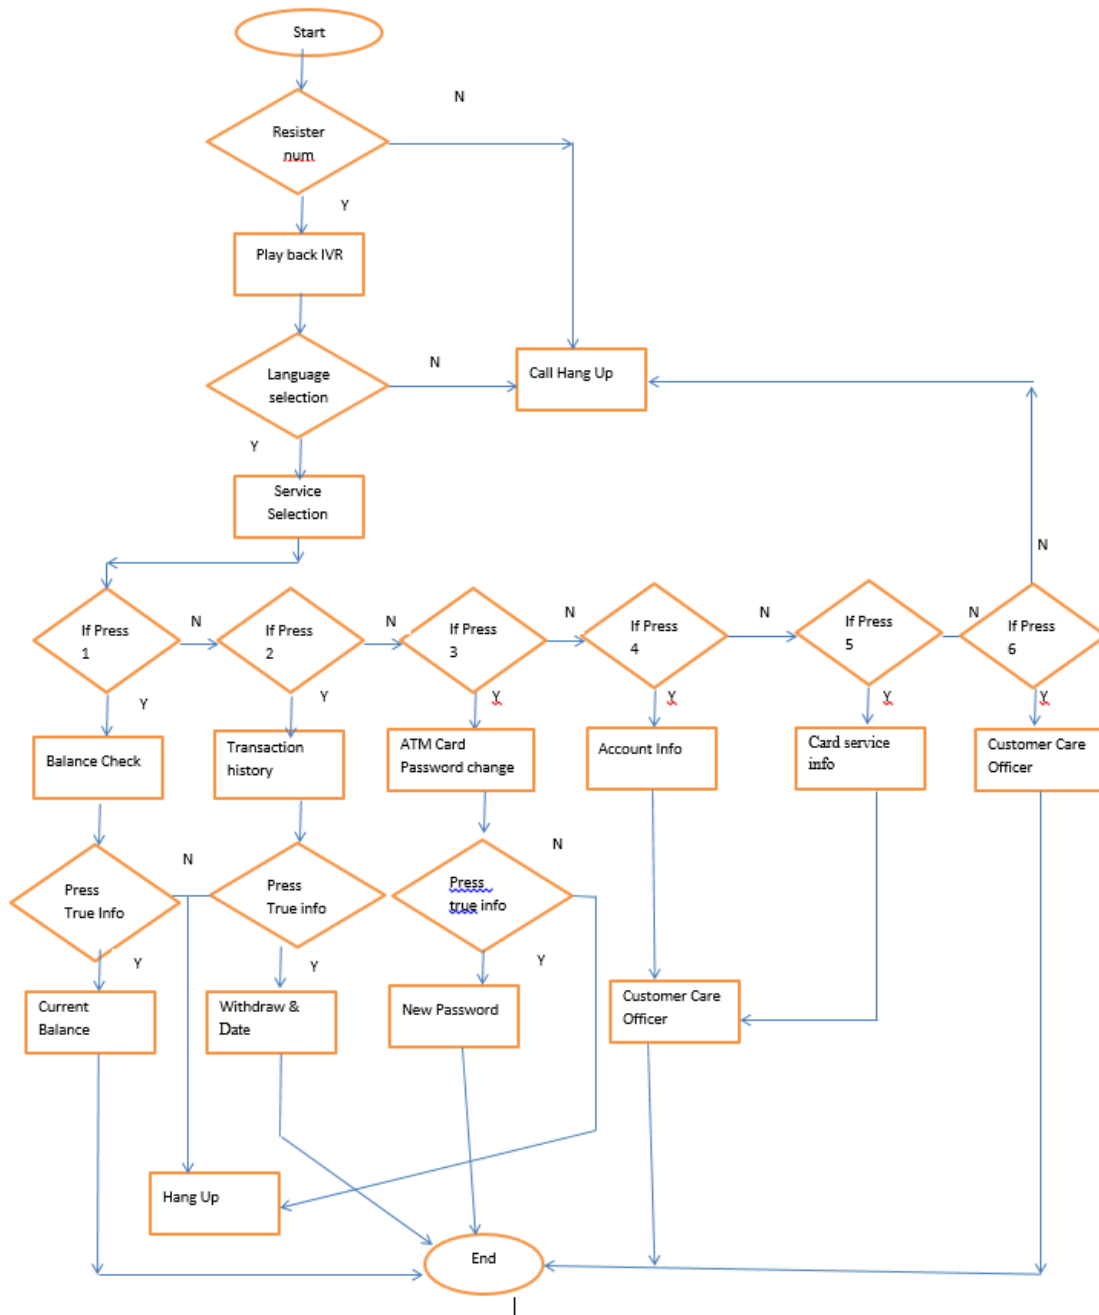 Start
N
Resister
num
Y
Play back IVR
Language
selection
N
Call Hang Up
Y
Service
Selection
N
If Press
1
N
If Press
2
N
If Press
3
N
If Press
4
N
If Press
5
N
If Press
6
Y
Y
Y
Y
Y
Y
Balance Check
Transaction
history
ATM Card
Password change
Account Info
Card service
info
Customer Care
Officer
Press
True Info
N
Press
True info
Press
true info
N
Y
Y
Y
Current
Balance
Withdraw &
Date
New Password
Customer Care
Officer
Hang Up
End